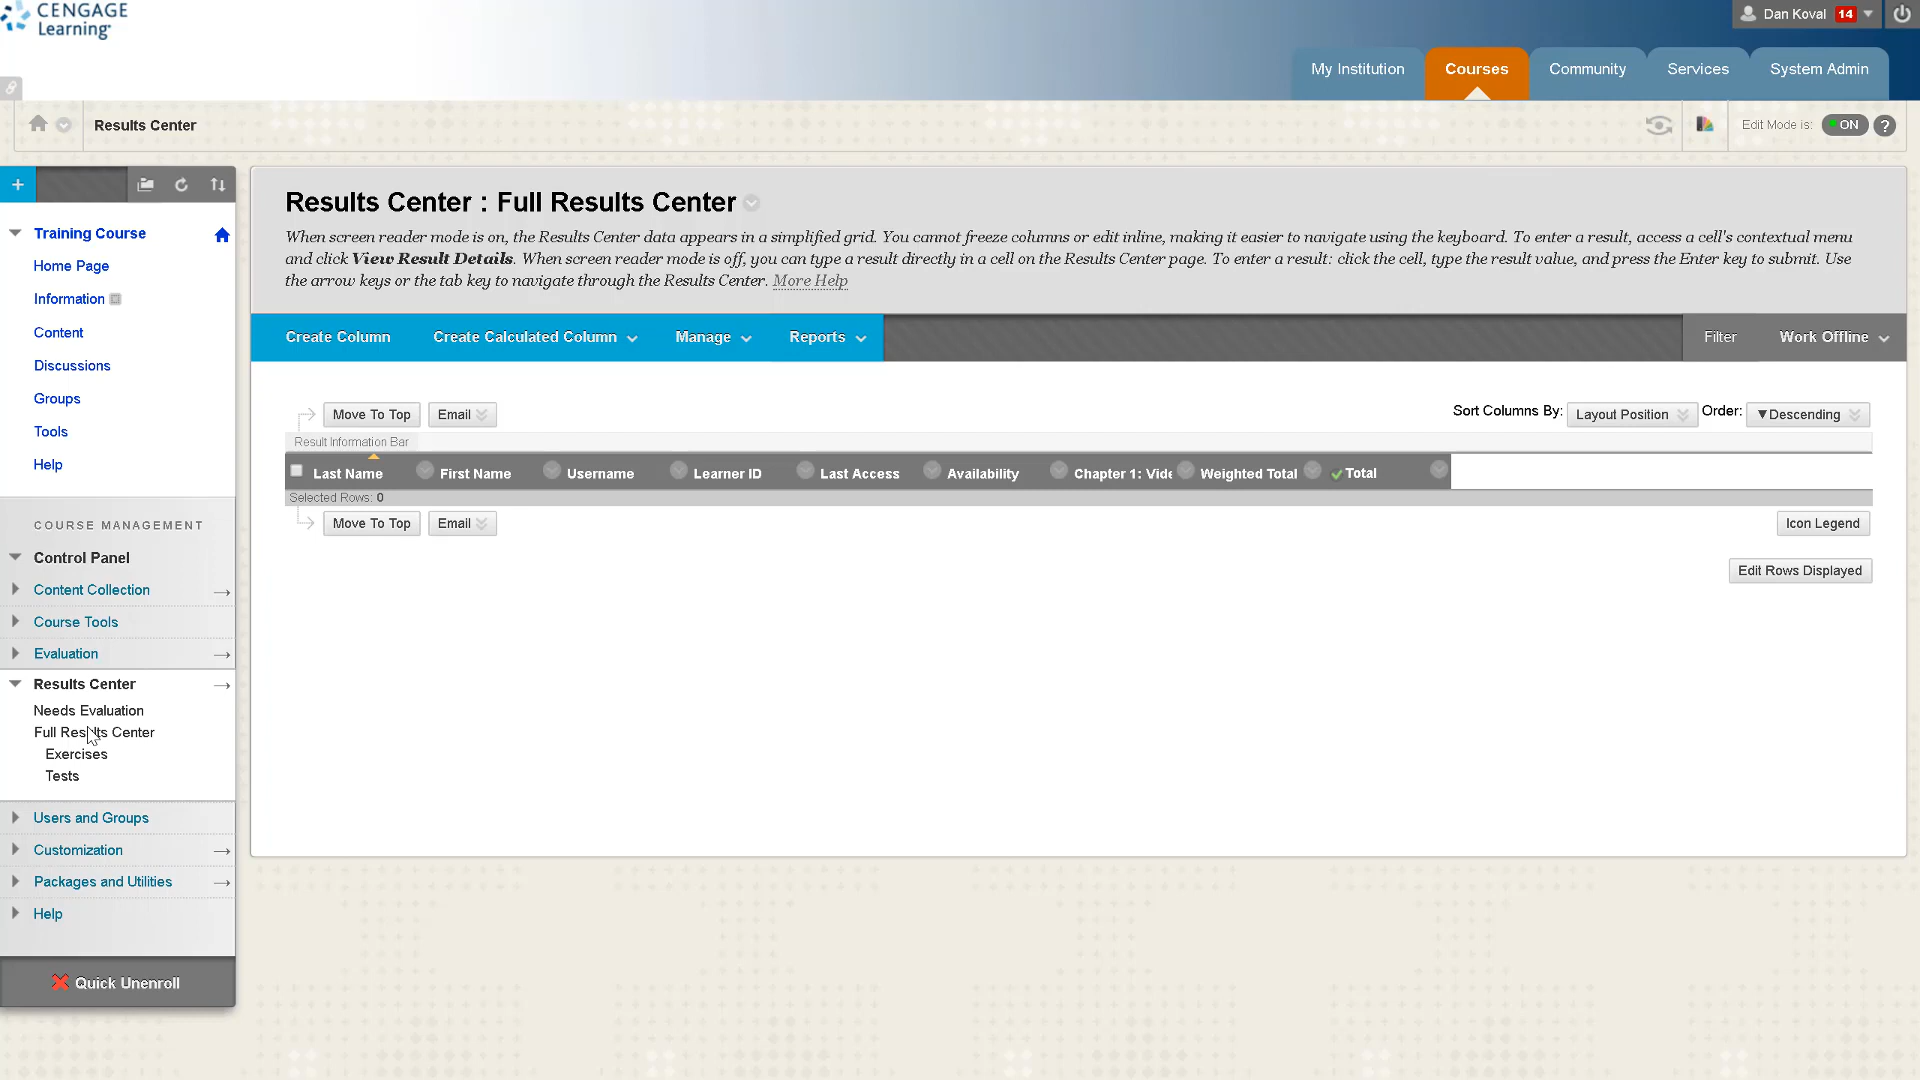 CENGAGE
Learning
Dan Koval 14
My Institution
Courses
Community
Services
System Admin
Results Center
Edit Mode is:
ON
?
Training Course
Home Page
Information
Content
Discussions
Groups
Tools
Help
COURSE MANAGEMENT
Control Panel
Content Collection
Course Tools
Evaluation
Results Center
Needs Evaluation
Full Results Center
Exercises
Tests
Users and Groups
Customization
Packages and Utilities
Help
Quick Unenroll
Results Center : Full Results Center
When screen reader mode is on, the Results Center data appears in a simplified grid. You cannot freeze columns or edit inline, making it easier to navigate using the keyboard. To enter a result, access a cell's contextual menu
and click View Result Details. When screen reader mode is off, you can type a result directly in a cell on the Results Center page. To enter a result: click the cell, type the result value, and press the Enter key to submit. Use
the arrow keys or the tab key to navigate through the Results Center. More Help
Create Column
Create Calculated Column
Manage
Reports
Filter
Work Offline
Move To Top
Email
Sort Columns By:
Layout Position
Order:
▼Descending
Result Information Bar
Last Name
First Name
Username
Learner ID
Last Access
Availability
Chapter 1: Vide
Weighted Total
Total
Selected Rows: 0
Move To Top
Email
Icon Legend
Edit Rows Displayed